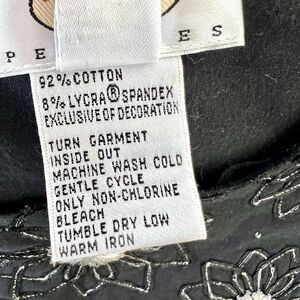 PE ES
92% COTTON
8% LYCRA® SPANDEX
EXCLUSIVE OF DECORATION
TURN GARMENT
INSIDE OUT
MACHINE WASH COLD
GENTLE CYCLE
ONLY NON-CHLORINE
BLEACH
TUMBLE DRY LOW
WARM IRON